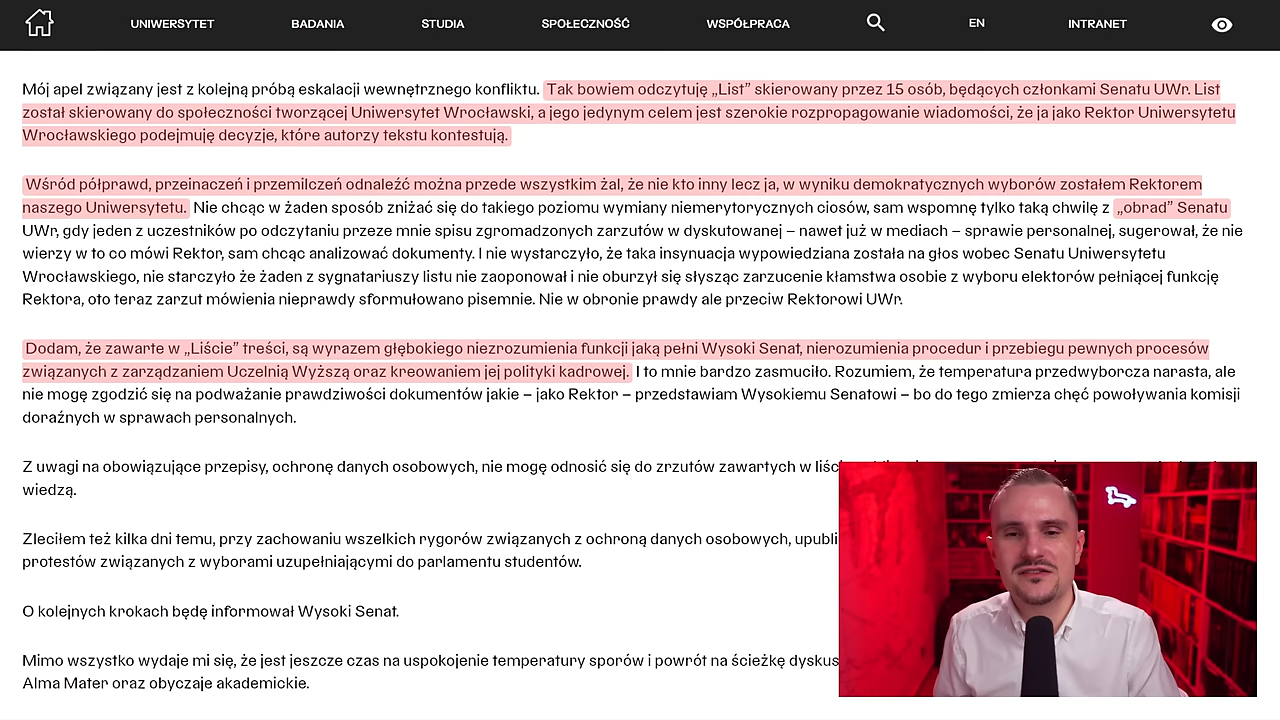 UNIWERSYTET BADANIA STUDIA SPOŁECZNOŚĆ WSPÓŁPRACA EN INTRANET
Mój apel związany jest z kolejną próbą eskalacji wewnętrznego konfliktu. Tak bowiem odczytuję „List” skierowany przez 15 osób, będących członkami Senatu UWr. List
został skierowany do społeczności tworzącej Uniwersytet Wrocławski, a jego jedynym celem jest szerokie rozpropagowanie wiadomości, że ja jako Rektor Uniwersytetu
Wrocławskiego podejmuję decyzje, które autorzy tekstu kontestują.
Wśród półprawd, przeinaczeń i przemilczeń odnaleźć można przede wszystkim żal, że nie kto inny lecz ja, w wyniku demokratycznych wyborów zostałem Rektorem
naszego Uniwersytetu. Nie chcąc w żaden sposób zniżać się do takiego poziomu wymiany niemerytorycznych ciosów, sam wspomnę tylko taką chwilę z „obrad” Senatu
UWr, gdy jeden z uczestników po odczytaniu przeze mnie spisu zgromadzonych zarzutów w dyskutowanej – nawet już w mediach – sprawie personalnej, sugerował, że nie
wierzy w to co mówi Rektor, sam chcąc analizować dokumenty. I nie wystarczyło, że taka insynuacja wypowiedziana została na głos wobec Senatu Uniwersytetu
Wrocławskiego, nie starczyło że żaden z sygnatariuszy listu nie zaoponował i nie oburzył się słysząc zarzucenie kłamstwa osobie z wyboru elektorów pełniącej funkcję
Rektora, oto teraz zarzut mówienia nieprawdy sformułowano pisemnie. Nie w obronie prawdy ale przeciw Rektorowi UWr.
Dodam, że zawarte w „Liście” treści, są wyrazem głębokiego niezrozumienia funkcji jaką pełni Wysoki Senat, nierozumienia procedur i przebiegu pewnych procesów
związanych z zarządzaniem Uczelnią Wyższą oraz kreowaniem jej polityki kadrowej. I to mnie bardzo zasmuciło. Rozumiem, że temperatura przedwyborcza narasta, ale
nie mogę zgodzić się na podważanie prawdziwości dokumentów jakie – jako Rektor – przedstawiam Wysokiemu Senatowi – bo do tego zmierza chęć powoływania komisji
doraźnych w sprawach personalnych.
Z uwagi na obowiązujące przepisy, ochronę danych osobowych, nie mogę odnosić się do zrzutów zawartych w
wiedzą.
Zleciłem też kilka dni temu, przy zachowaniu wszelkich rygorów związanych z ochroną danych osobowych, upubli
protestów związanych z wyborami uzupełniającymi do parlamentu studentów.
O kolejnych krokach będę informował Wysoki Senat.
Mimo wszystko wydaje mi się, że jest jeszcze czas na uspokojenie temperatury sporów i powrót na ścieżkę dyskus
Alma Mater oraz obyczaje akademickie.